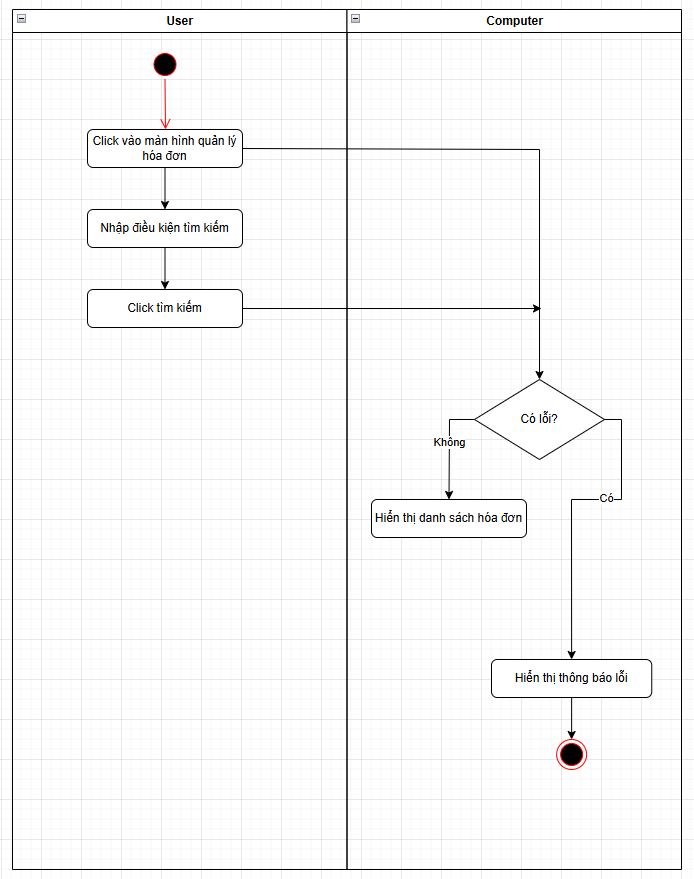 User
Computer
Click vào màn hình quản lý
hóa đơn
Nhập điều kiện tìm kiếm
Click tìm kiếm
Có lỗi?
Không
Có
Hiển thị danh sách hóa đơn
Hiển thị thông báo lỗi